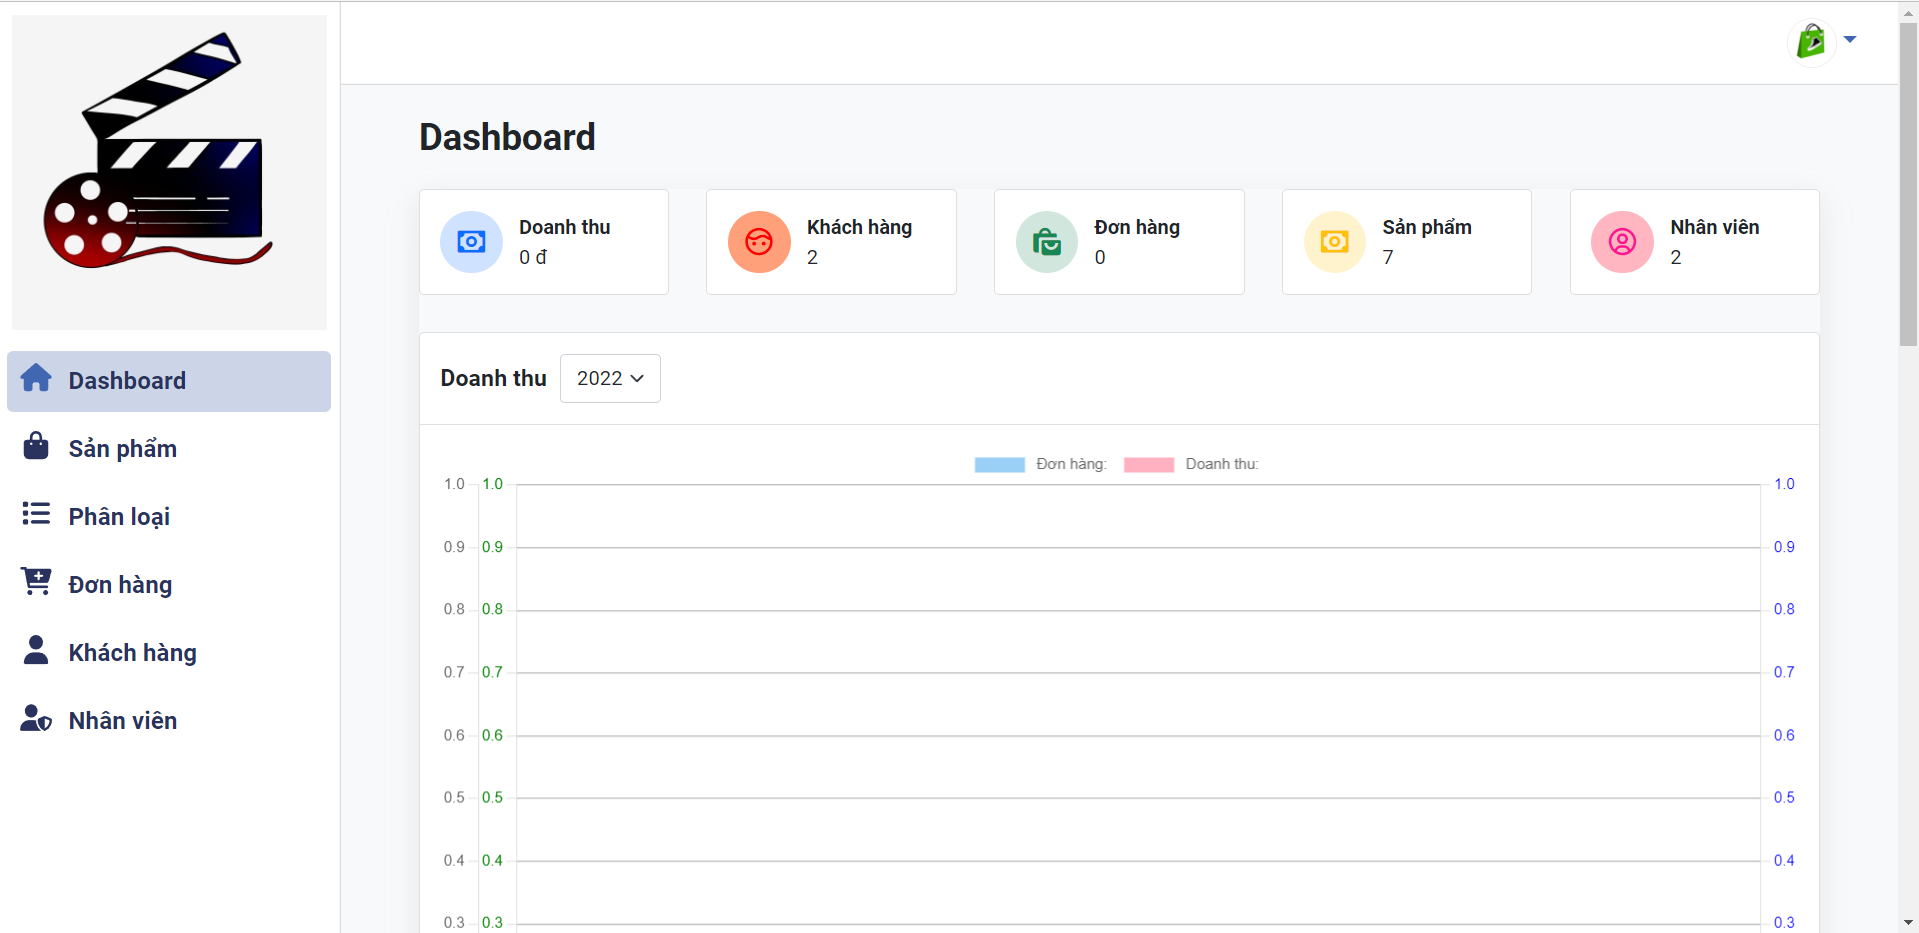 Dashboard
Sản phẩm
Phân loại
Đơn hàng
Khách hàng
Nhân viên
Dashboard
Doanh thu
0 đ
Khách hàng
2
Đơn hàng
0
Sản phẩm
7
Nhân viên
2
Doanh thu 2022
Đơn hàng: Doanh thu:
1.0 1.0 1.0
0.9 0.9 0.9
0.8 0.8 0.8
0.7 0.7 0.7
0.6 0.6 0.6
0.5 0.5 0.5
0.4 0.4 0.4
0.3 0.3 0.3